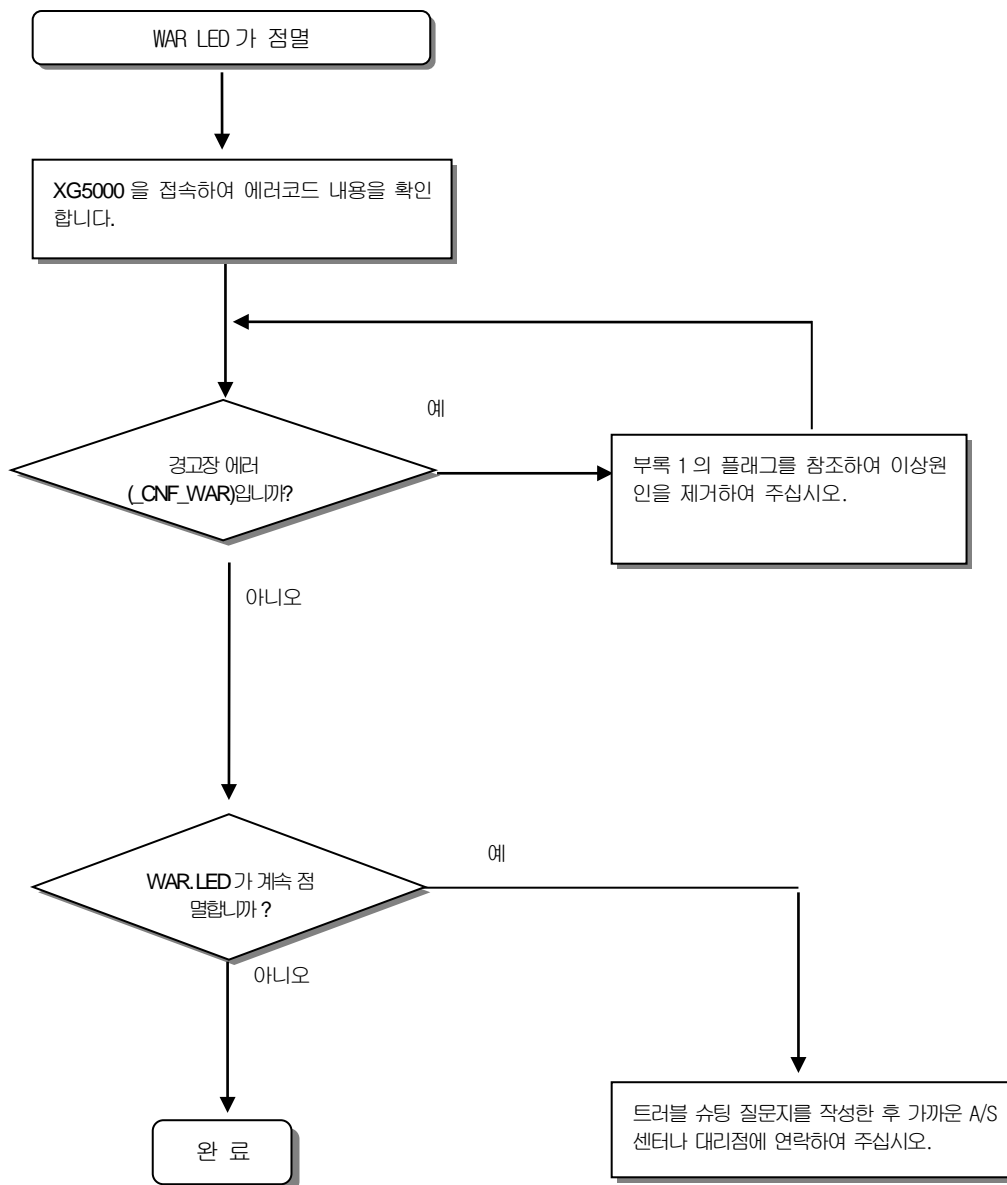 WAR LED 가 점멸
XG5000 을 접속하여 에러코드 내용을 확인
합니다.
예
경고장 에러
(_CNF_WAR)입니까?
부록 1 의 플래그를 참조하여 이상원
인을 제거하여 주십시오.
아니오
예
WAR.LED 가 계속 점
멸합니까 ?
아니오
트러블 슈팅 질문지를 작성한 후 가까운 A/S
센터나 대리점에 연락하여 주십시오.
완 료